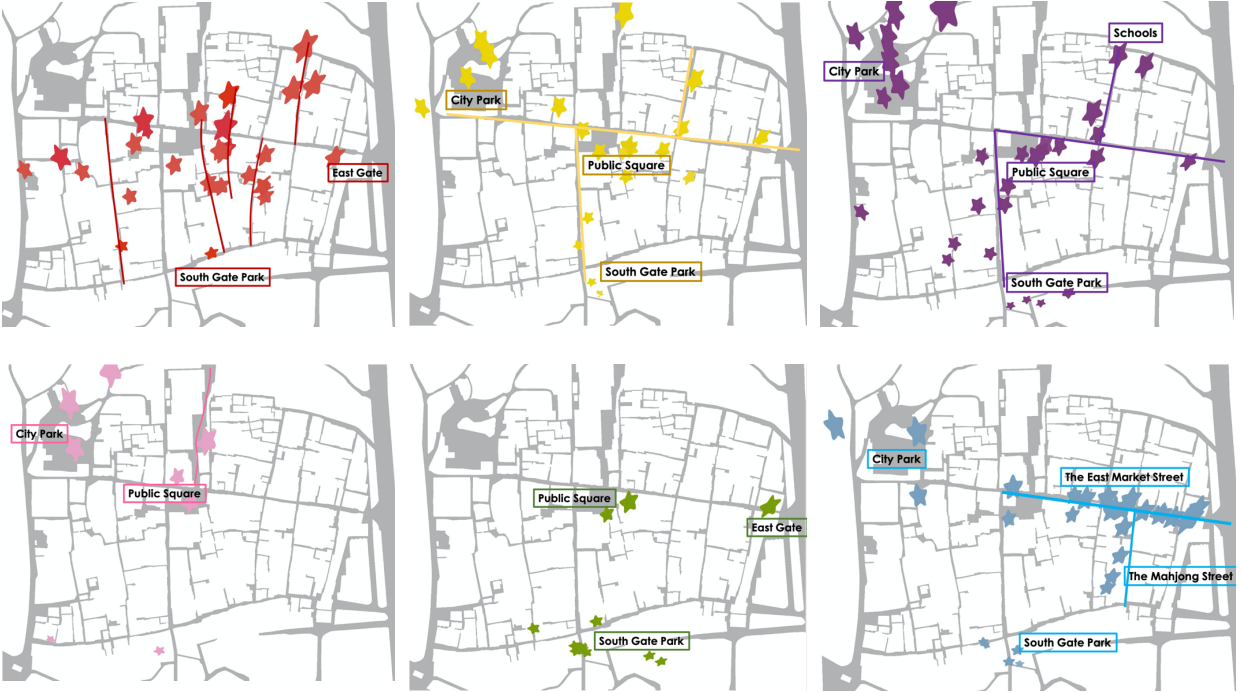 East Gate
South Gate Park
City Park
Public Square
South Gate Park
Schools
City Park
Public Square
South Gate Park
City Park
Public Square
Public Square
East Gate
South Gate Park
The East Market Street
City Park
The Mahjong Street
South Gate Park